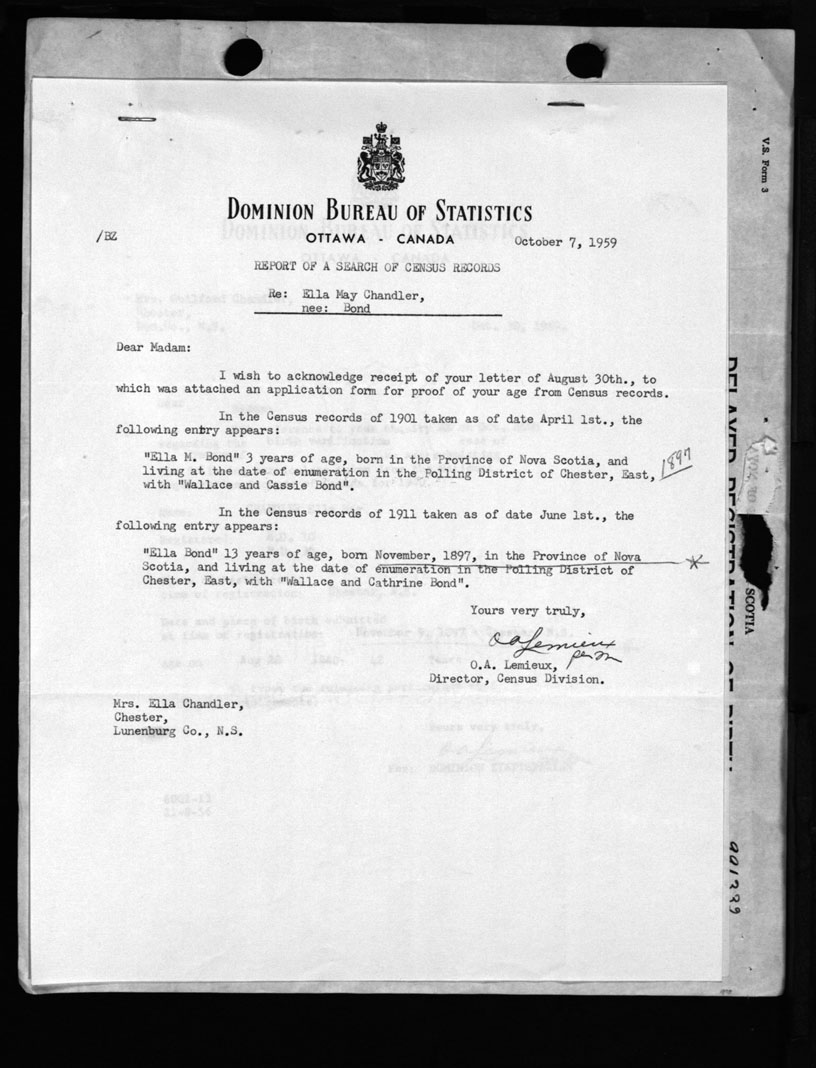 V.S. Form 3
DOMINION BUREAU OF STATISTICS
OTTAWA - CANADA
/BZ
October 7, 1959
REPORT OF A SEARCH OF CENSUS RECORDS
Re: Ella May Chandler,
nee: Bond
Dear Madam:
I wish to acknowledge receipt of your letter of August 30th., to
which was attached an application form for proof of your age from Census records.
In the Census records of 1901 taken as of date April 1st., the
following entry appears:
"Ella M. Bond" 3 years of age, born in the Province of Nova Scotia, and
living at the date of enumeration in the Polling District of Chester, East,
with "Wallace and Cassie Bond".
1897
In the Census records of 1911 taken as of date June 1st., the
following entry appears:
"Ella Bond" 13 years of age, born November, 1897, in the Province of Nova
Scotia, and living at the date of enumeration in the Polling District of
Chester, East, with "Wallace and Cathrine Bond".
Yours very truly,
O A Lemieux
O.A. Lemieux,
Director, Census Division.
Mrs. Ella Chandler,
Chester,
Lunenburg Co., N.S.
DELAYED REGISTRATION OF BIRTH
SCOTIA